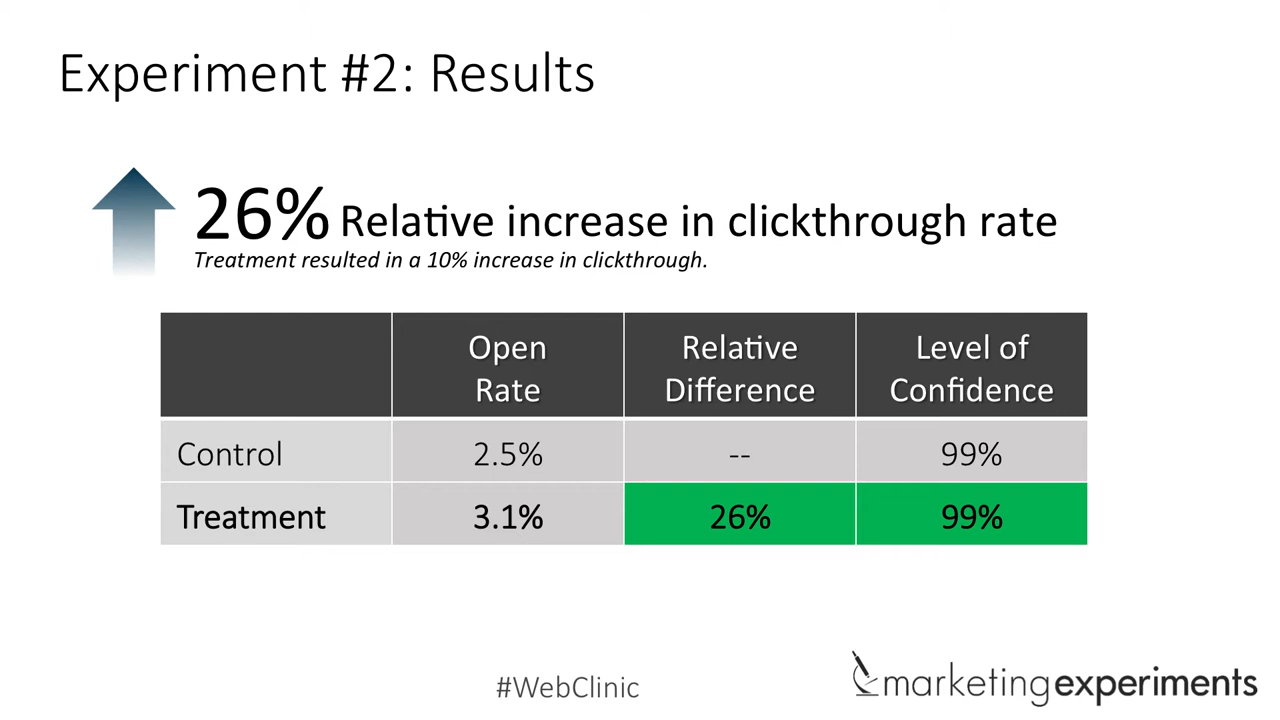 Experiment #2: Results
26% Relative increase in clickthrough rate
Treatment resulted in a 10% increase in clickthrough.
Open Rate Relative Difference Level of Confidence
Control 2.5% -- 99%
Treatment 3.1% 26% 99%
#WebClinic
marketingexperiments